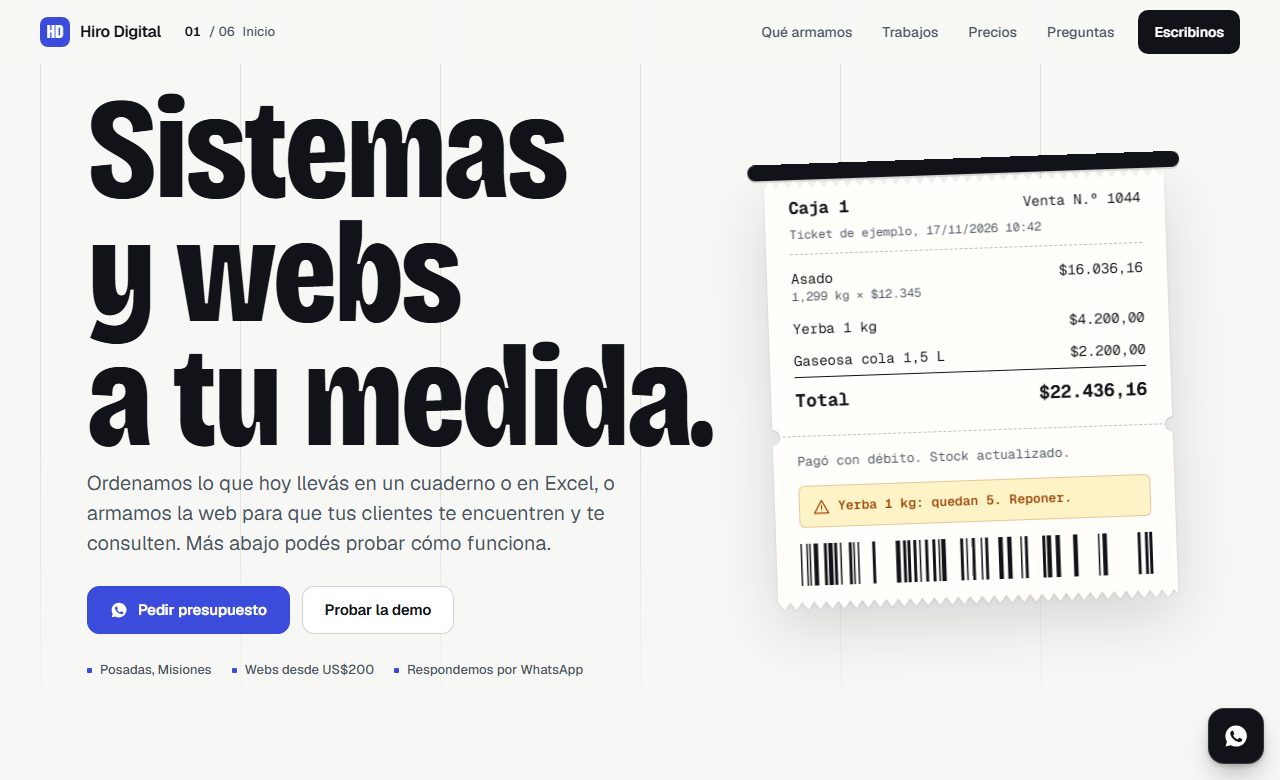 HD Hiro Digital 01 / 06 Inicio Qué armamos Trabajos Precios Preguntas Escribinos
Sistemas
y webs
a tu medida.
Ordenamos lo que hoy llevás en un cuaderno o en Excel, o
armamos la web para que tus clientes te encuentren y te
consulten. Más abajo podés probar cómo funciona.
Pedir presupuesto Probar la demo
Posadas, Misiones Webs desde US$200 Respondemos por WhatsApp
Caja 1 Venta N.º 1044
Ticket de ejemplo, 17/11/2026 10:42
Asado $16.036,16
1,299 kg × $12.345
Yerba 1 kg $4.200,00
Gaseosa cola 1,5 L $2.200,00
Total $22.436,16
Pagó con débito. Stock actualizado.
Yerba 1 kg: quedan 5. Reponer.